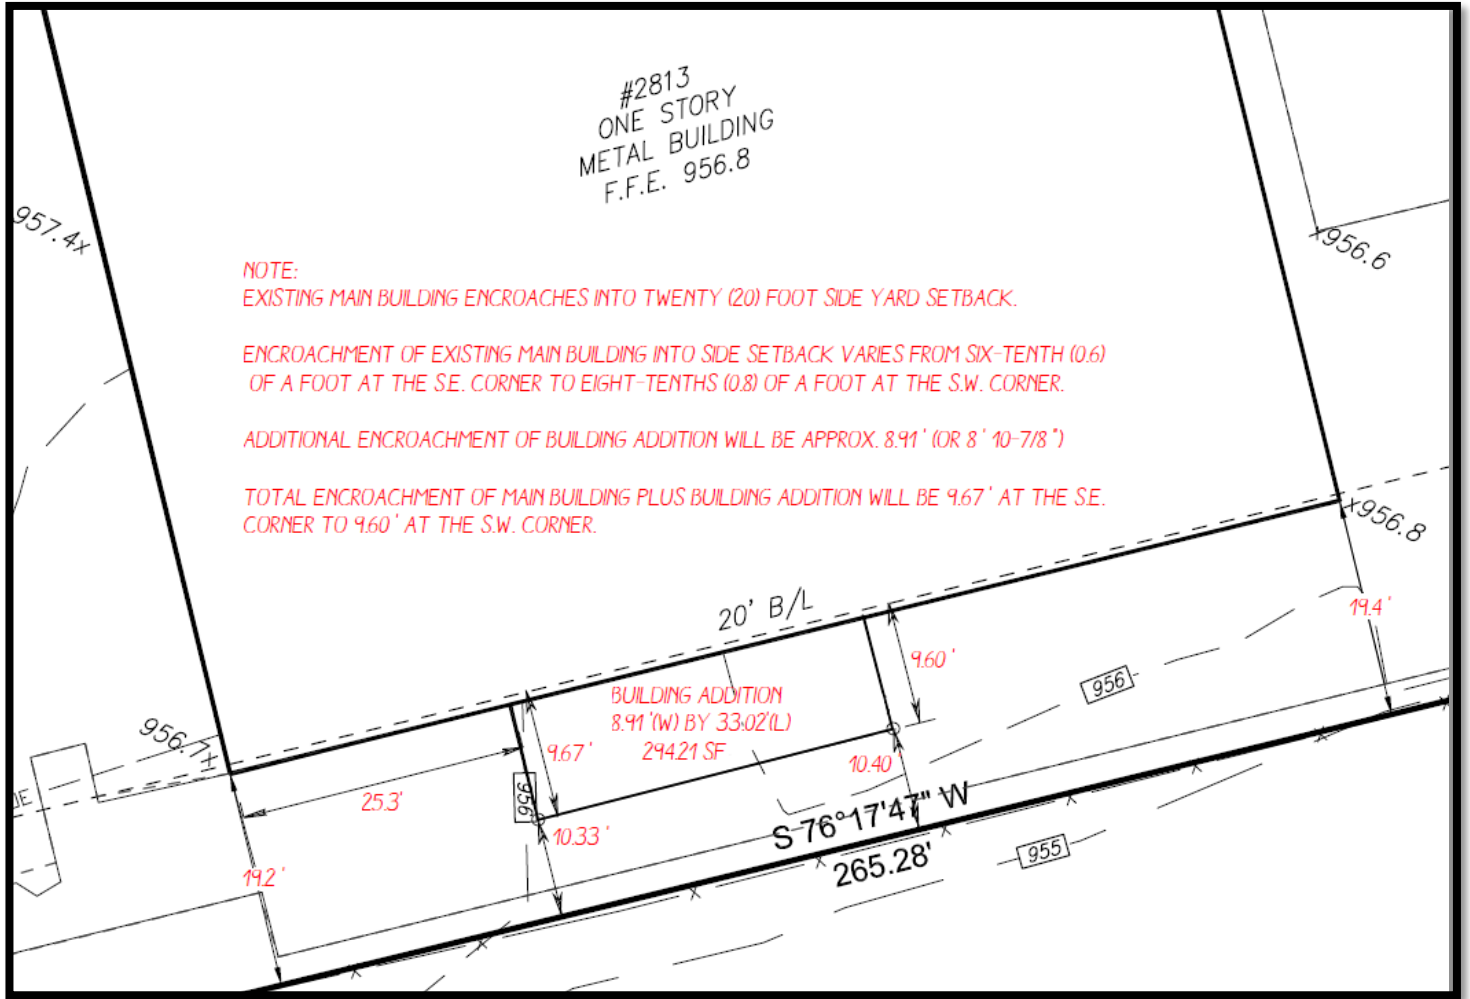 #2813
ONE STORY
METAL BUILDING
F.F.E. 956.8
957.4x
x956.6
NOTE:
EXISTING MAIN BUILDING ENCROACHES INTO TWENTY (20) FOOT SIDE YARD SETBACK.
ENCROACHMENT OF EXISTING MAIN BUILDING INTO SIDE SETBACK VARIES FROM SIX-TENTH (0.6)
OF A FOOT AT THE S.E. CORNER TO EIGHT-TENTHS (0.8) OF A FOOT AT THE S.W. CORNER.
ADDITIONAL ENCROACHMENT OF BUILDING ADDITION WILL BE APPROX. 8.91' (OR 8' 10-7/8")
TOTAL ENCROACHMENT OF MAIN BUILDING PLUS BUILDING ADDITION WILL BE 9.67' AT THE S.E.
CORNER TO 9.60' AT THE S.W. CORNER.
x956.8
20' B/L
19.4'
9.60'
956
BUILDING ADDITION
8.91'(W) BY 33.02'(L)
294.21 SF
956.7x
9.67'
10.40'
25.3'
956
10.33'
S 76°17'47" W
265.28'
955
19.2'